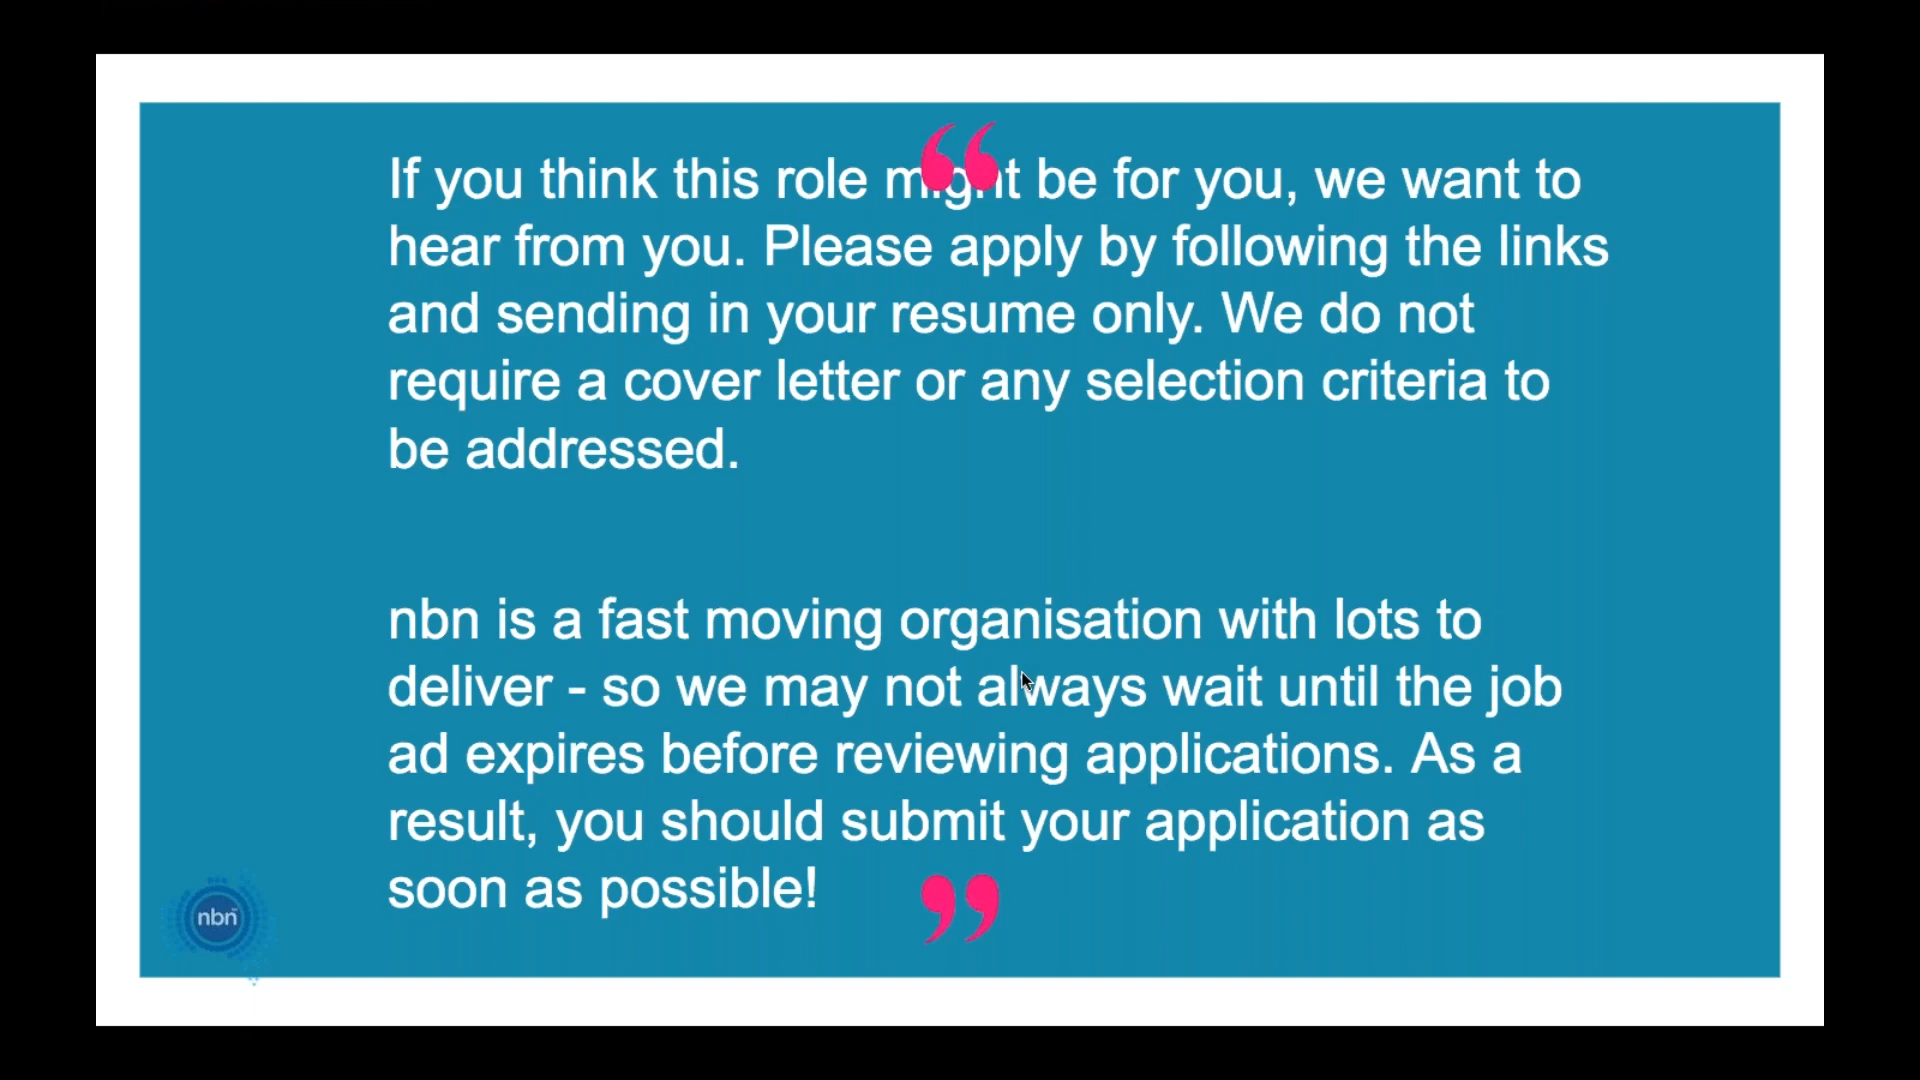 If you think this role might be for you, we want to
hear from you. Please apply by following the links
and sending in your resume only. We do not
require a cover letter or any selection criteria to
be addressed.
nbn is a fast moving organisation with lots to
deliver - so we may not always wait until the job
ad expires before reviewing applications. As a
result, you should submit your application as
soon as possible!
nbn™